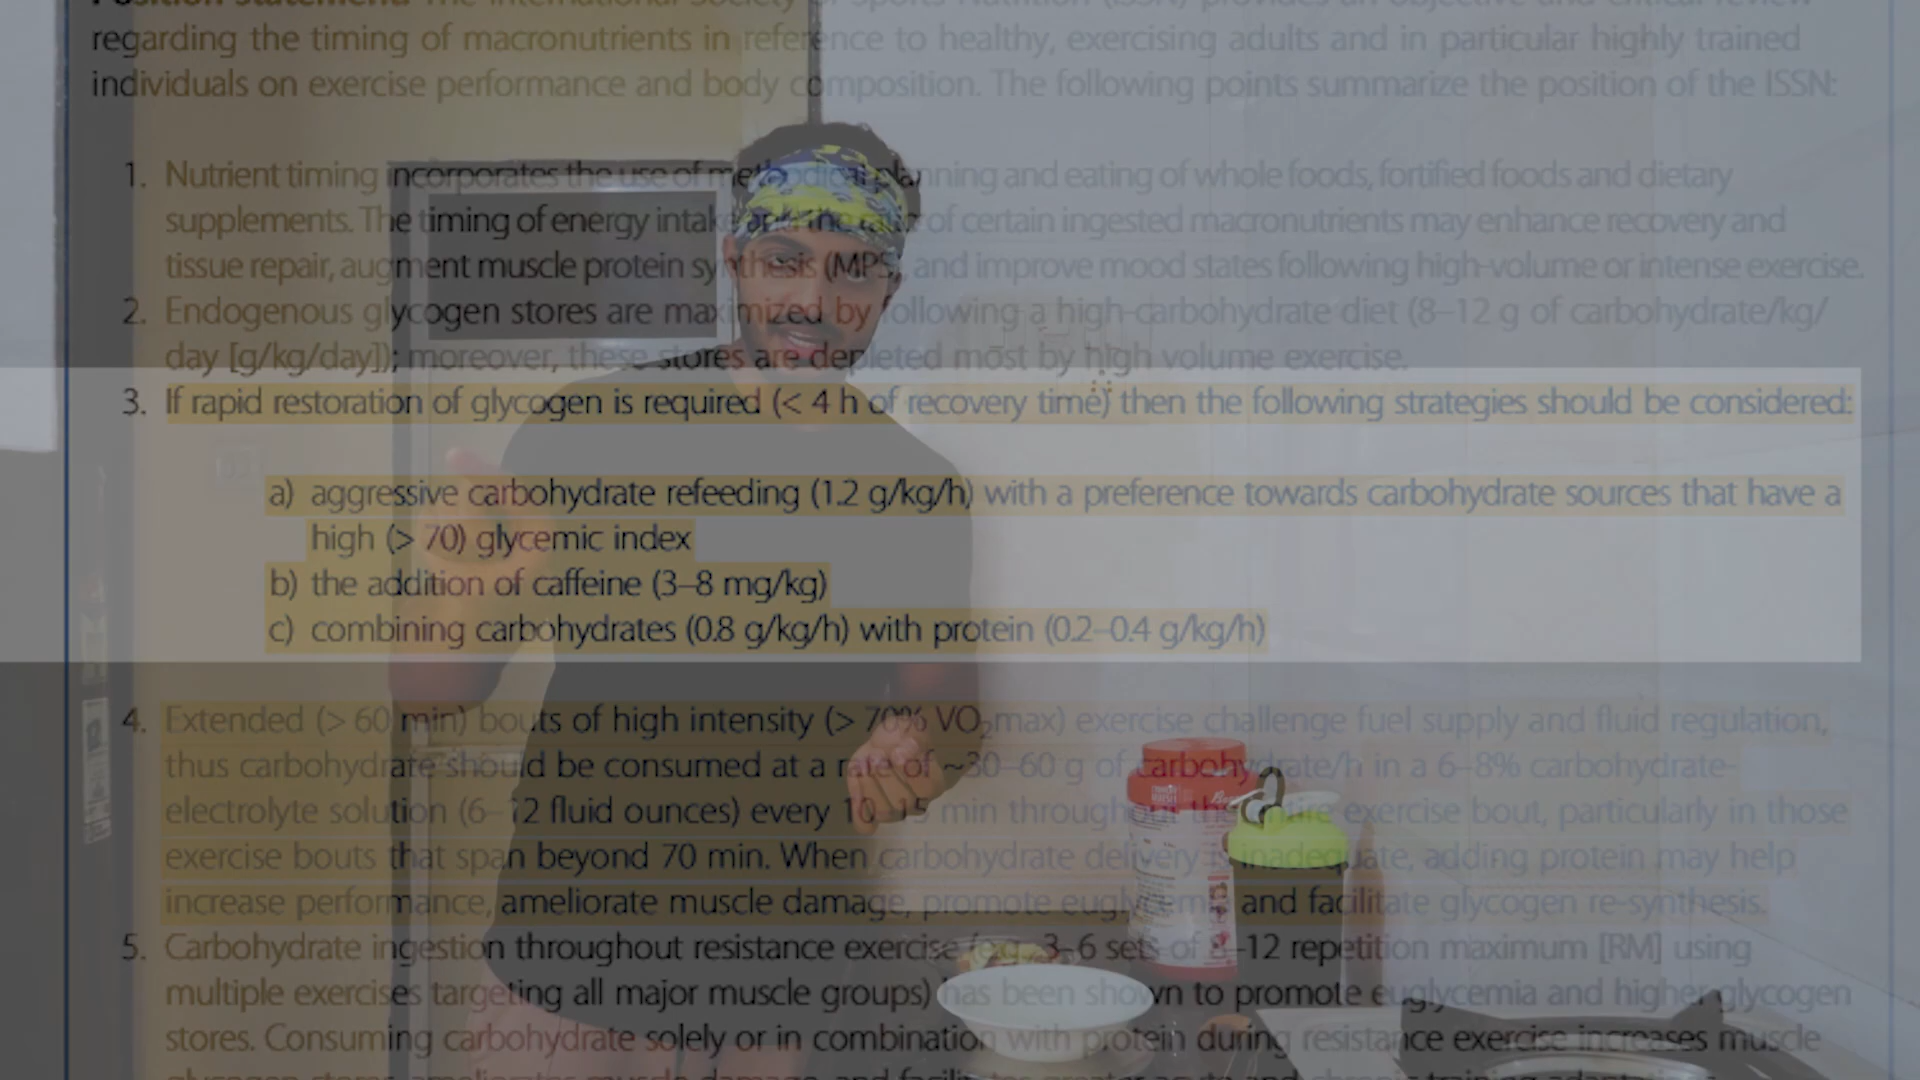 Position statement: The International Society of Sports Nutrition (ISSN) provides an objective and critical review
regarding the timing of macronutrients in reference to healthy, exercising adults and in particular highly trained
individuals on exercise performance and body composition. The following points summarize the position of the ISSN:
1. Nutrient timing incorporates the use of methodical planning and eating of whole foods, fortified foods and dietary
supplements. The timing of energy intake and the ratio of certain ingested macronutrients may enhance recovery and
tissue repair, augment muscle protein synthesis (MPS), and improve mood states following high-volume or intense exercise.
2. Endogenous glycogen stores are maximized by following a high-carbohydrate diet (8–12 g of carbohydrate/kg/
day [g/kg/day]); moreover, these stores are depleted most by high volume exercise.
3. If rapid restoration of glycogen is required (< 4 h of recovery time) then the following strategies should be considered:
a) aggressive carbohydrate refeeding (1.2 g/kg/h) with a preference towards carbohydrate sources that have a
high (> 70) glycemic index
b) the addition of caffeine (3–8 mg/kg)
c) combining carbohydrates (0.8 g/kg/h) with protein (0.2–0.4 g/kg/h)
4. Extended (> 60 min) bouts of high intensity (> 70% VO2max) exercise challenge fuel supply and fluid regulation,
thus carbohydrate should be consumed at a rate of ~30–60 g of carbohydrate/h in a 6–8% carbohydrate-
electrolyte solution (6–12 fluid ounces) every 10–15 min throughout the entire exercise bout, particularly in those
exercise bouts that span beyond 70 min. When carbohydrate delivery is inadequate, adding protein may help
increase performance, ameliorate muscle damage, promote euglycemia and facilitate glycogen re-synthesis.
5. Carbohydrate ingestion throughout resistance exercise (e.g., 3–6 sets of 8–12 repetition maximum [RM] using
multiple exercises targeting all major muscle groups) has been shown to promote euglycemia and higher glycogen
stores. Consuming carbohydrate solely or in combination with protein during resistance exercise increases muscle